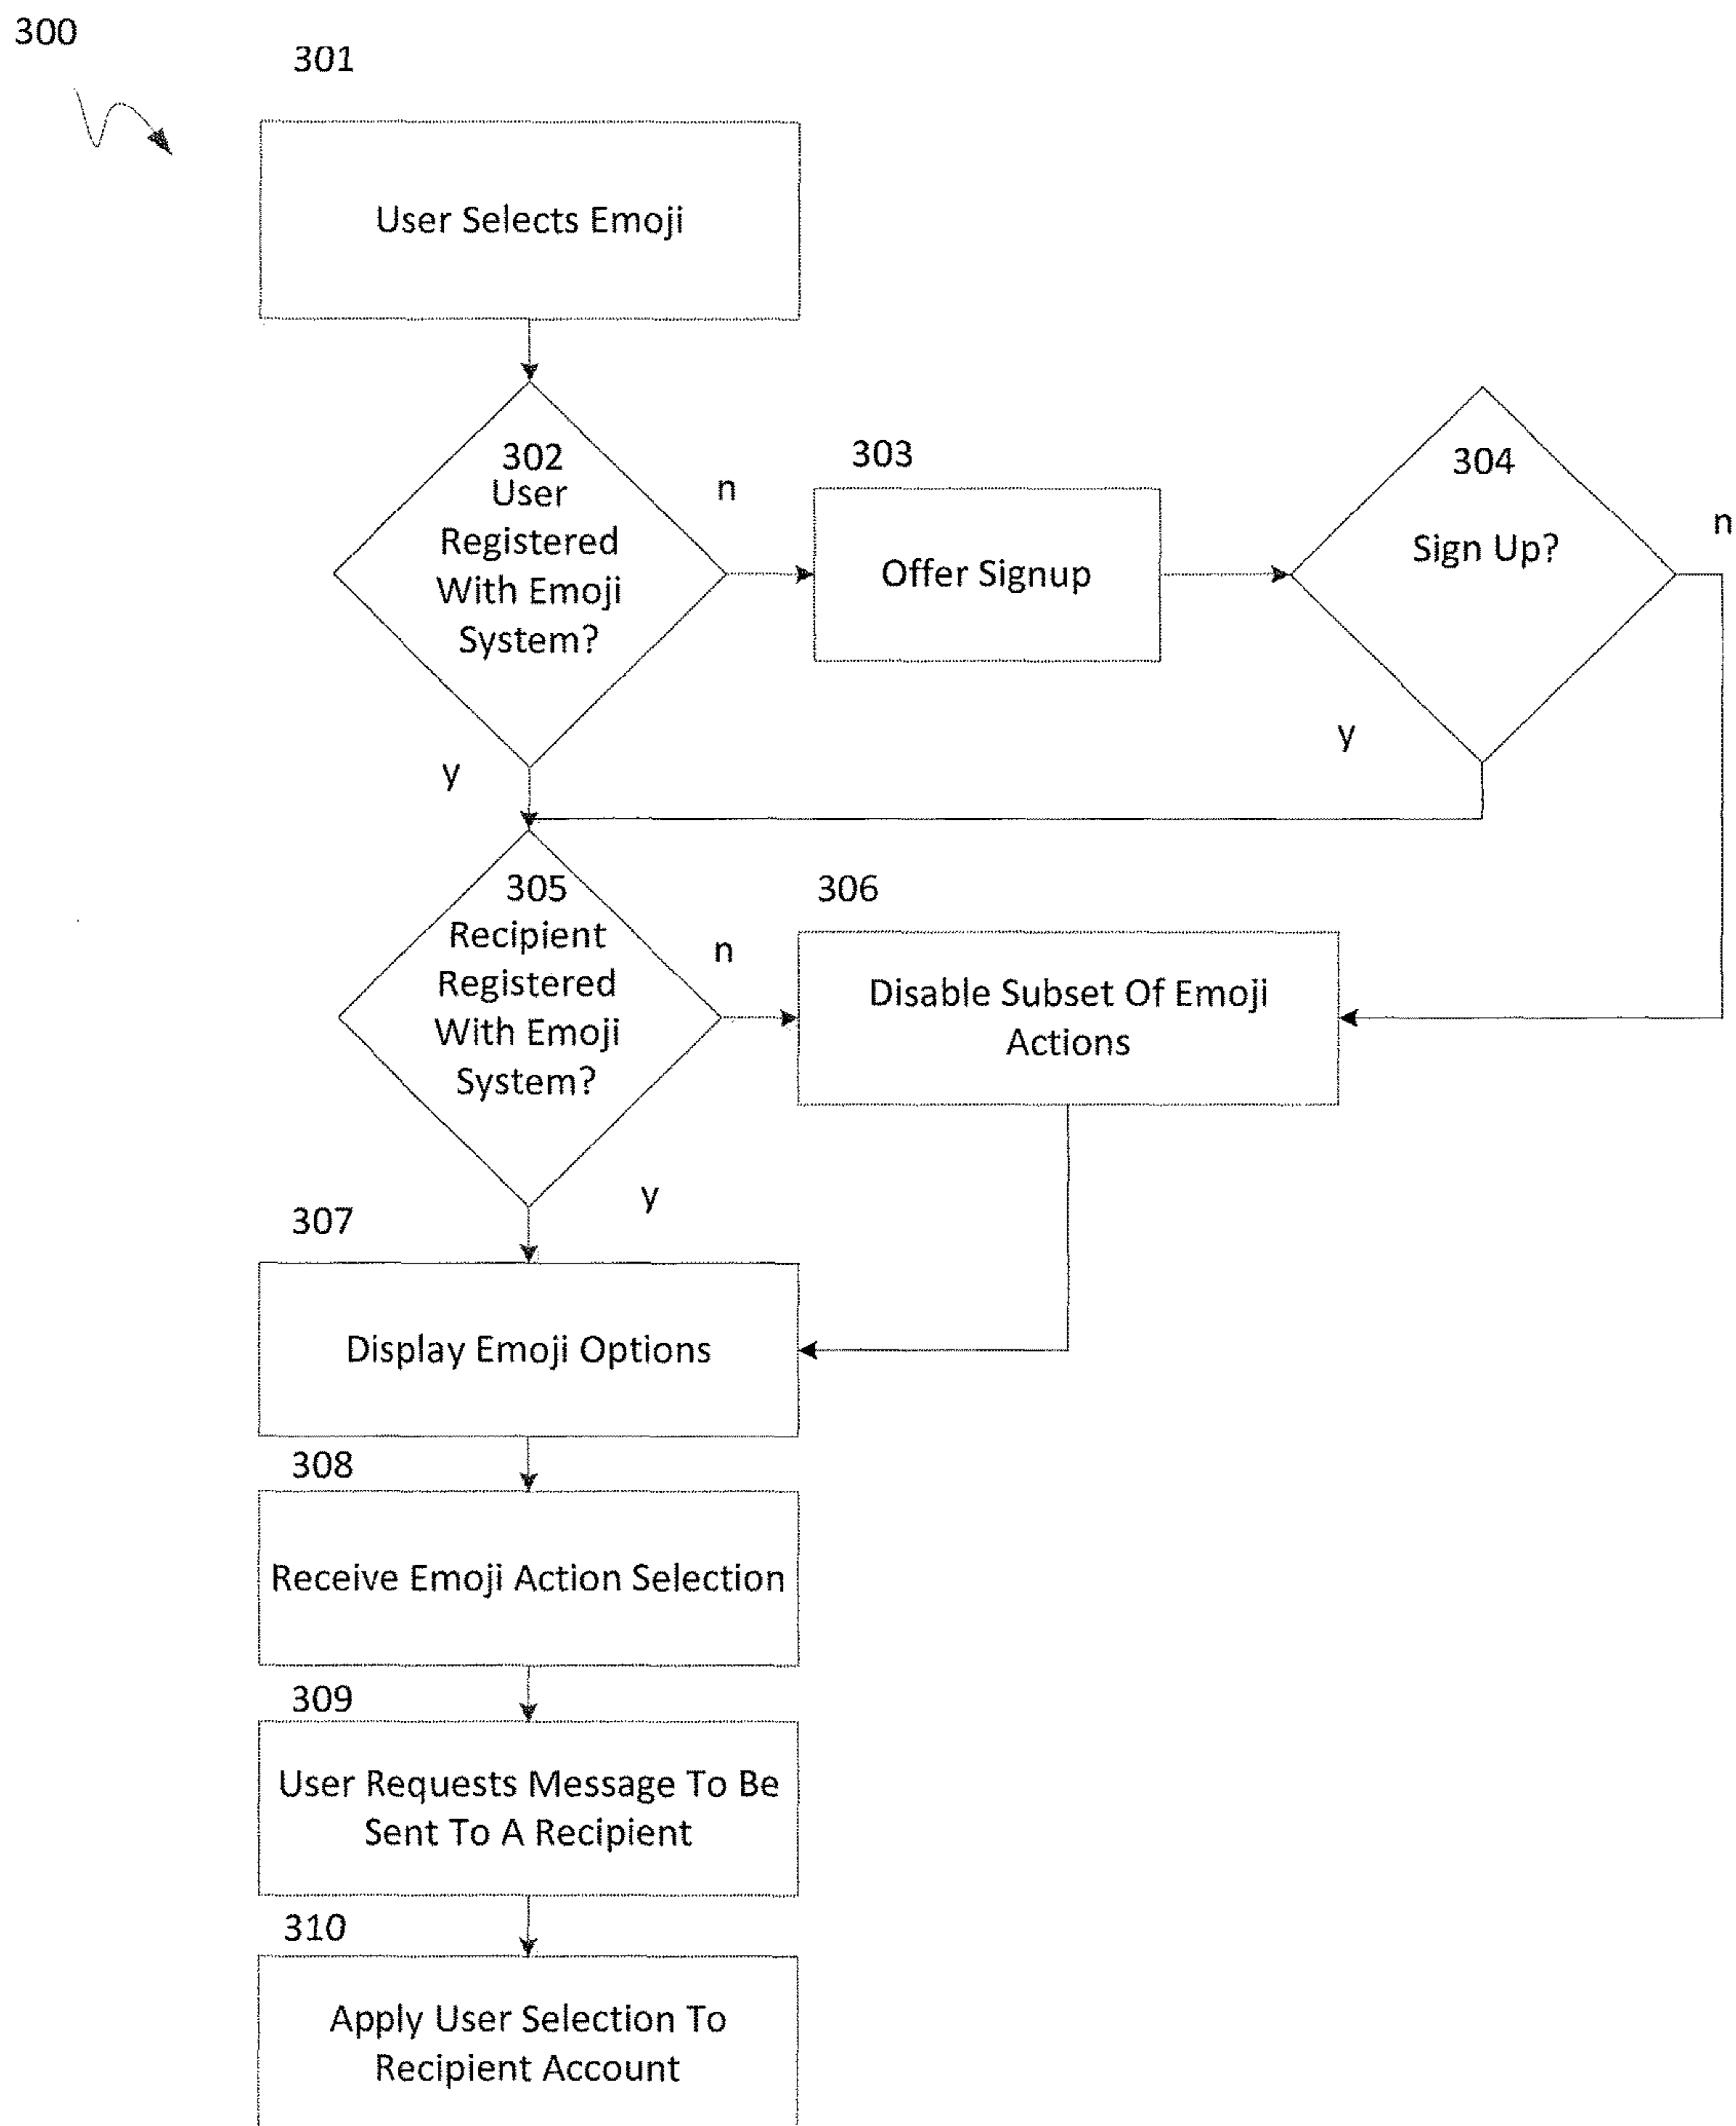 300
301
User Selects Emoji
302
User
Registered
With Emoji
System?
n
y
303
Offer Signup
304
Sign Up?
n
y
305
Recipient
Registered
With Emoji
System?
n
y
306
Disable Subset Of Emoji
Actions
307
Display Emoji Options
308
Receive Emoji Action Selection
309
User Requests Message To Be
Sent To A Recipient
310
Apply User Selection To
Recipient Account